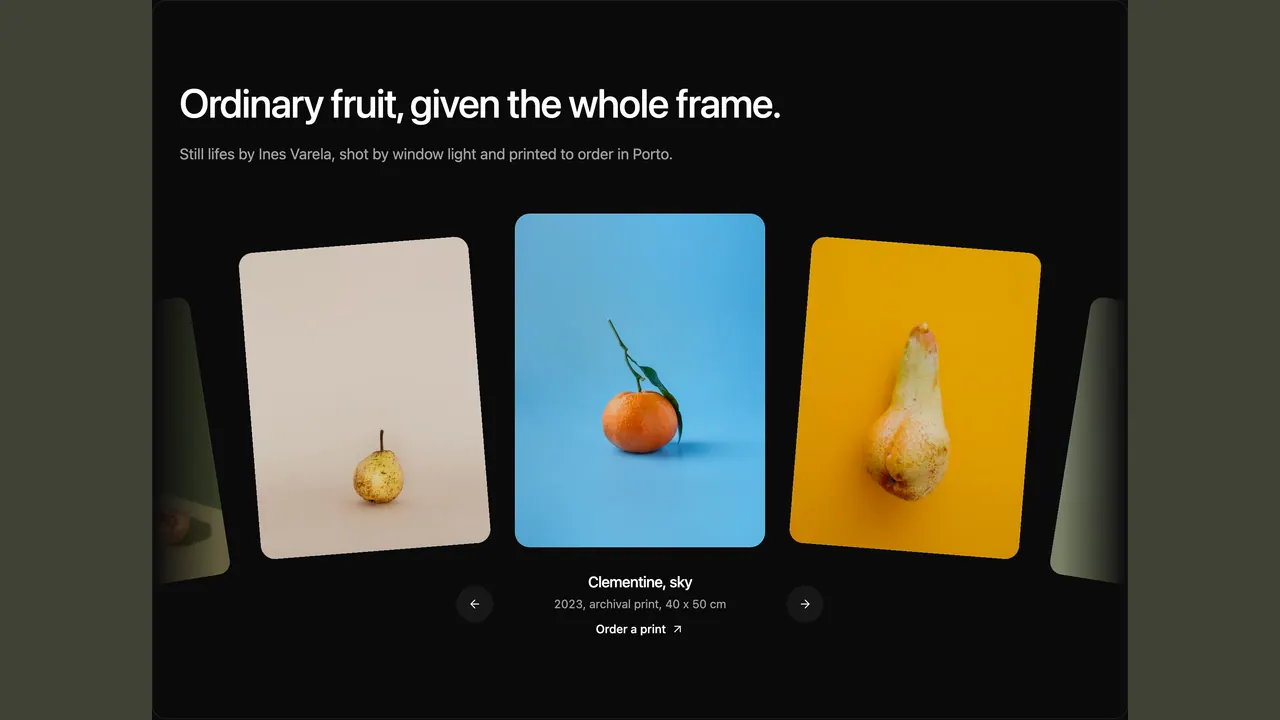 Ordinary fruit, given the whole frame.
Still lifes by Ines Varela, shot by window light and printed to order in Porto.
Clementine, sky
2023, archival print, 40 x 50 cm
Order a print